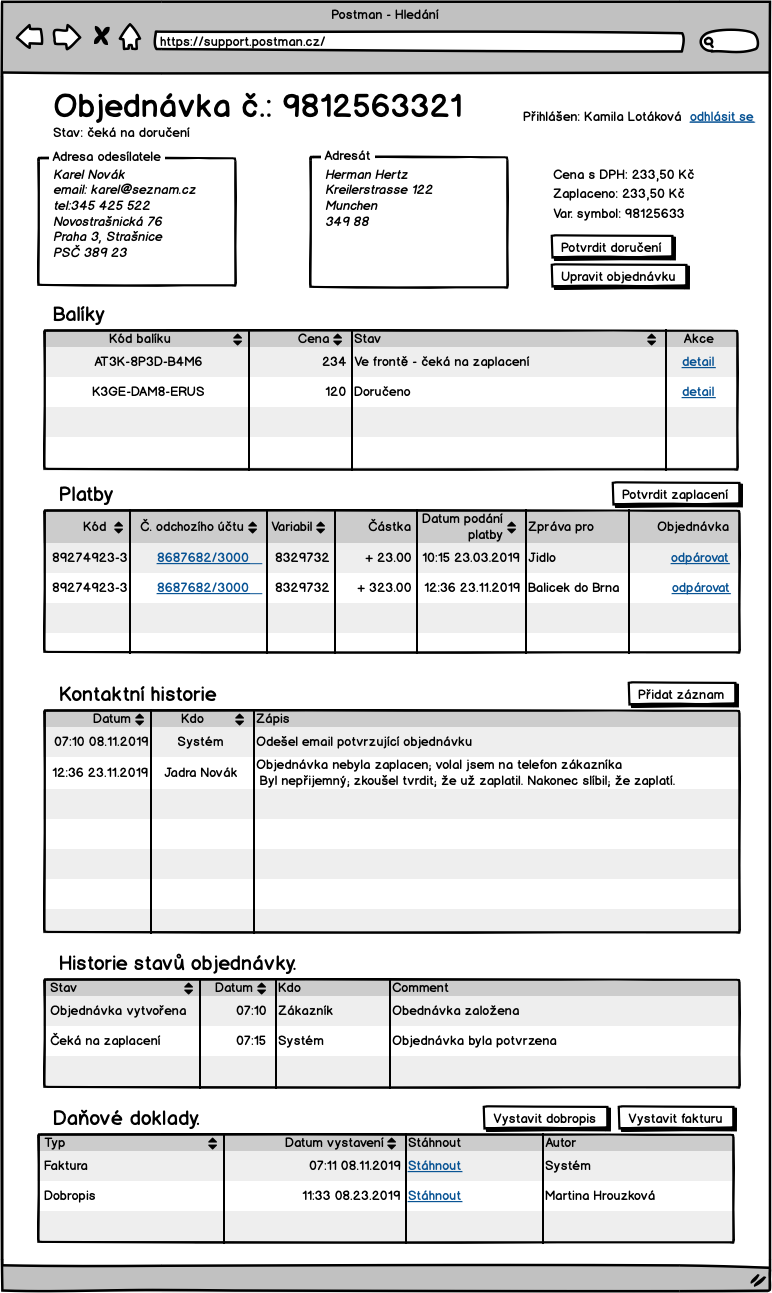 Postman - Hledání
https://support.postman.cz/
Objednávka č.: 9812563321
Přihlášen: Kamila Lotáková odhlásit se
Stav: čeká na doručení
Adresa odesílatele
Karel Novák
email: karel@seznam.cz
tel:345 425 522
Novostrašnická 76
Praha 3, Strašnice
PSČ 389 23
Adresát
Herman Hertz
Kreilerstrasse 122
Munchen
349 88
Cena s DPH: 233,50 Kč
Zaplaceno: 233,50 Kč
Var. symbol: 98125633
Potvrdit doručení
Upravit objednávku
Balíky
Kód balíku Cena Stav Akce
AT3K-8P3D-B4M6 234 Ve frontě - čeká na zaplacení detail
K3GE-DAM8-ERUS 120 Doručeno detail
Platby
Potvrdit zaplacení
Kód Č. odchozího účtu Variabil Částka Datum podání platby Zpráva pro Objednávka
89274923-3 8687682/3000 8329732 + 23.00 10:15 23.03.2019 Jidlo odpárovat
89274923-3 8687682/3000 8329732 + 323.00 12:36 23.11.2019 Balicek do Brna odpárovat
Kontaktní historie
Přidat záznam
Datum Kdo Zápis
07:10 08.11.2019 Systém Odešel email potvrzující objednávku
12:36 23.11.2019 Jadra Novák Objednávka nebyla zaplacen; volal jsem na telefon zákazníka
Byl nepřijemný; zkoušel tvrdit; že už zaplatil. Nakonec slíbil; že zaplatí.
Historie stavů objednávky.
Stav Datum Kdo Comment
Objednávka vytvořena 07:10 Zákazník Obednávka založena
Čeká na zaplacení 07:15 Systém Objednávka byla potvrzena
Daňové doklady.
Vystavit dobropis
Vystavit fakturu
Typ Datum vystavení Stáhnout Autor
Faktura 07:11 08.11.2019 Stáhnout Systém
Dobropis 11:33 08.23.2019 Stáhnout Martina Hrouzková